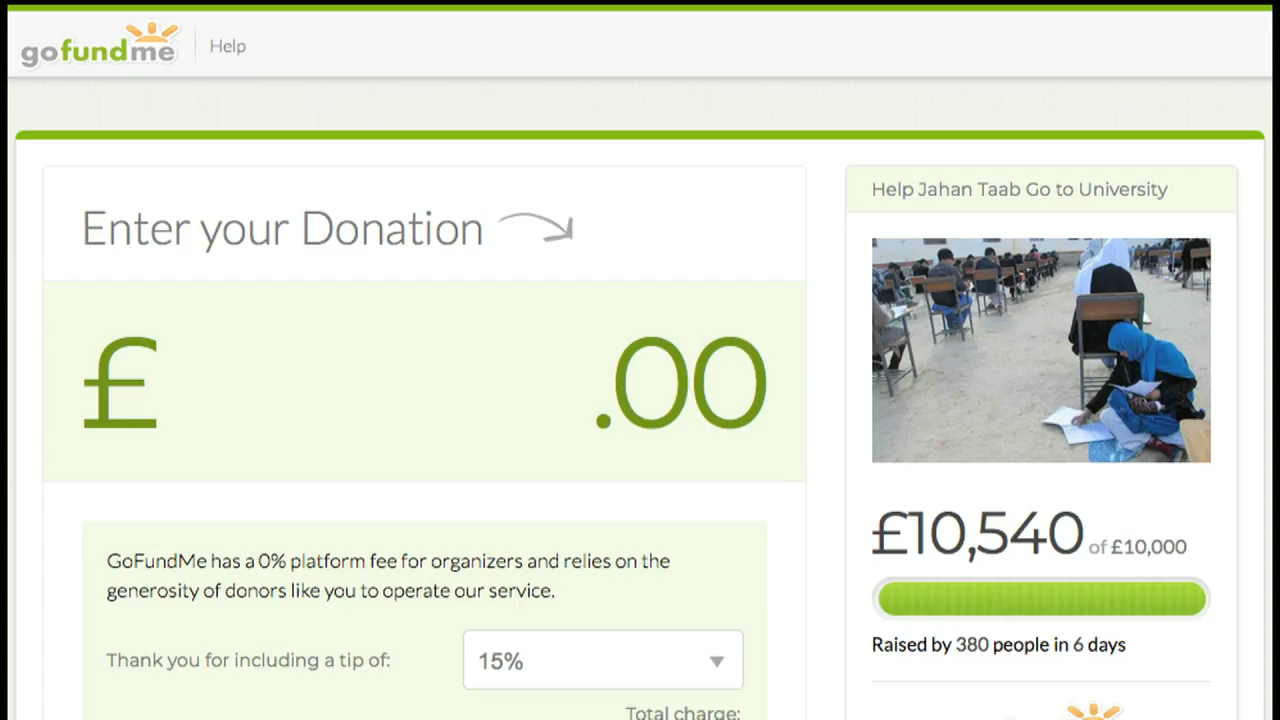 gofundme
Help
Enter your Donation
£ .00
GoFundMe has a 0% platform fee for organizers and relies on the
generosity of donors like you to operate our service.
Thank you for including a tip of: 15%
Total charge:
Help Jahan Taab Go to University
£10,540 of £10,000
Raised by 380 people in 6 days